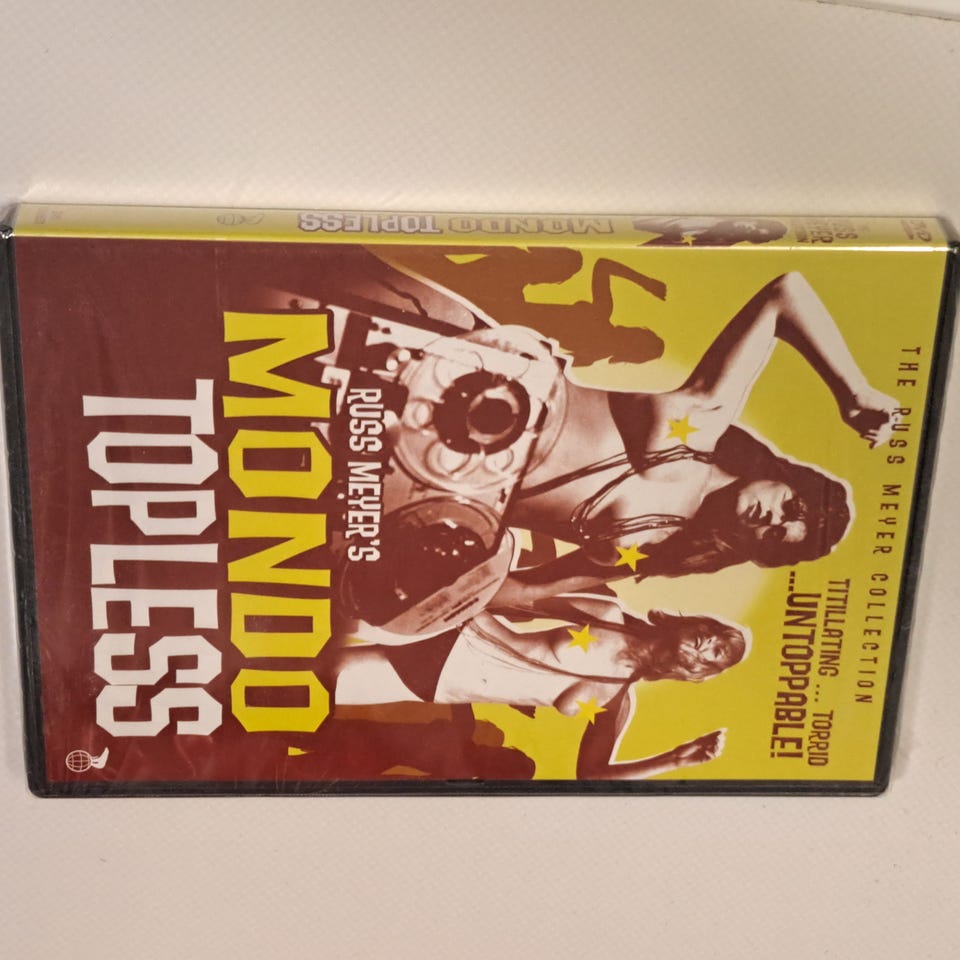 THE RUSS MEYER COLLECTION
TITILLATING ... TORRID
....UNTOPPABLE!
RUSS MEYER'S
MONDO
TOPLESS
MONDO TOPLESS